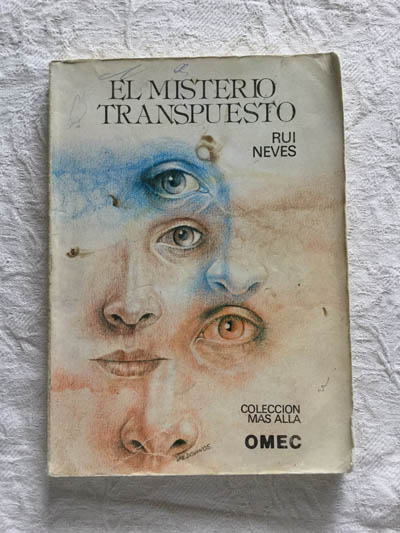 EL MISTERIO
TRANSPUESTO
RUI
NEVES
COLECCION
MAS ALLA
OMEC